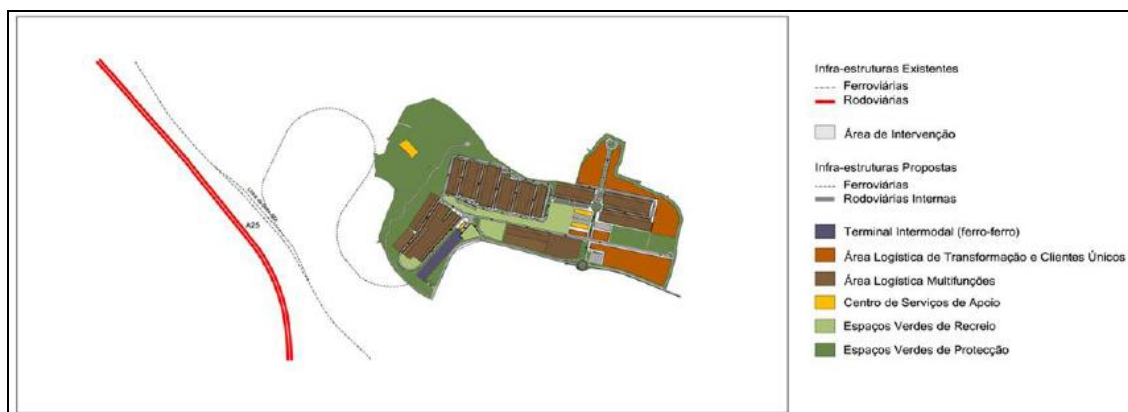 Infra-estruturas Existentes
Ferroviárias
Rodoviárias
Área de Intervenção
Infra-estruturas Propostas
Ferroviárias
Rodoviárias Internas
Terminal Intermodal (ferro-ferro)
Área Logística de Transformação e Clientes Únicos
Área Logística Multifunções
Centro de Serviços de Apoio
Espaços Verdes de Recreio
Espaços Verdes de Protecção
A25